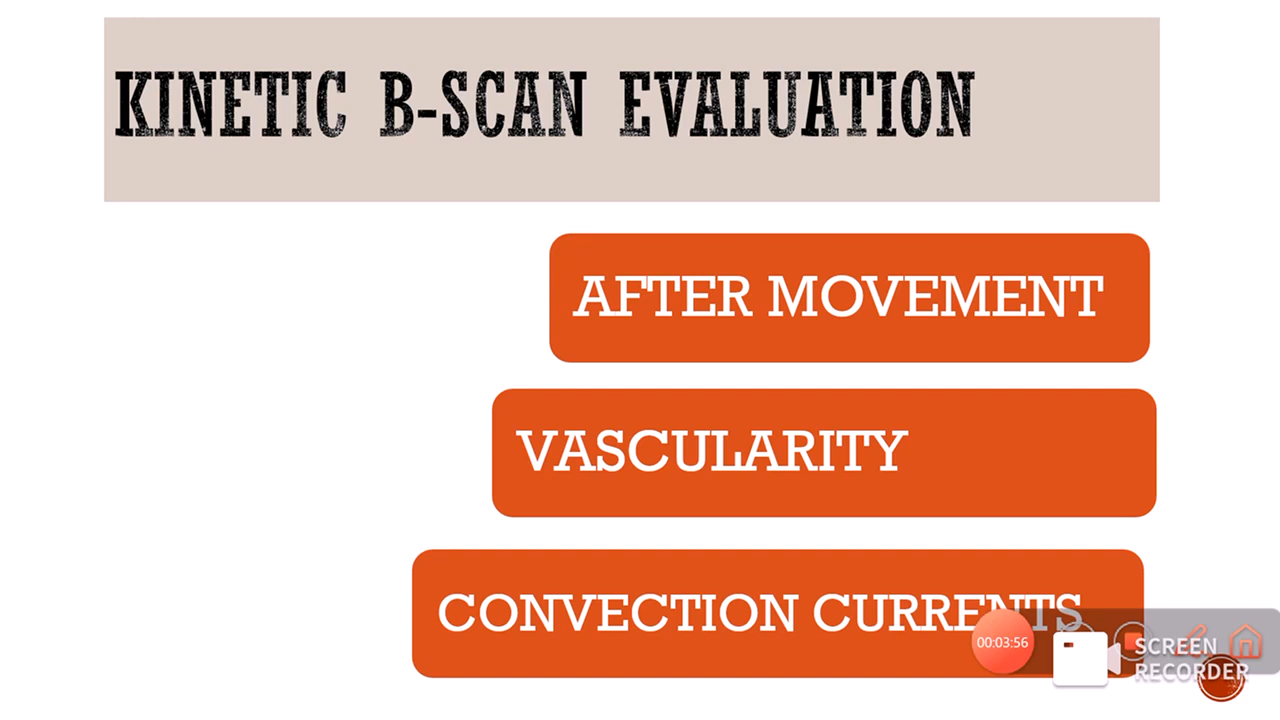 KINETIC B-SCAN EVALUATION
AFTER MOVEMENT
VASCULARITY
CONVECTION CURRENTS
00:03:56
SCREEN
RECORDER